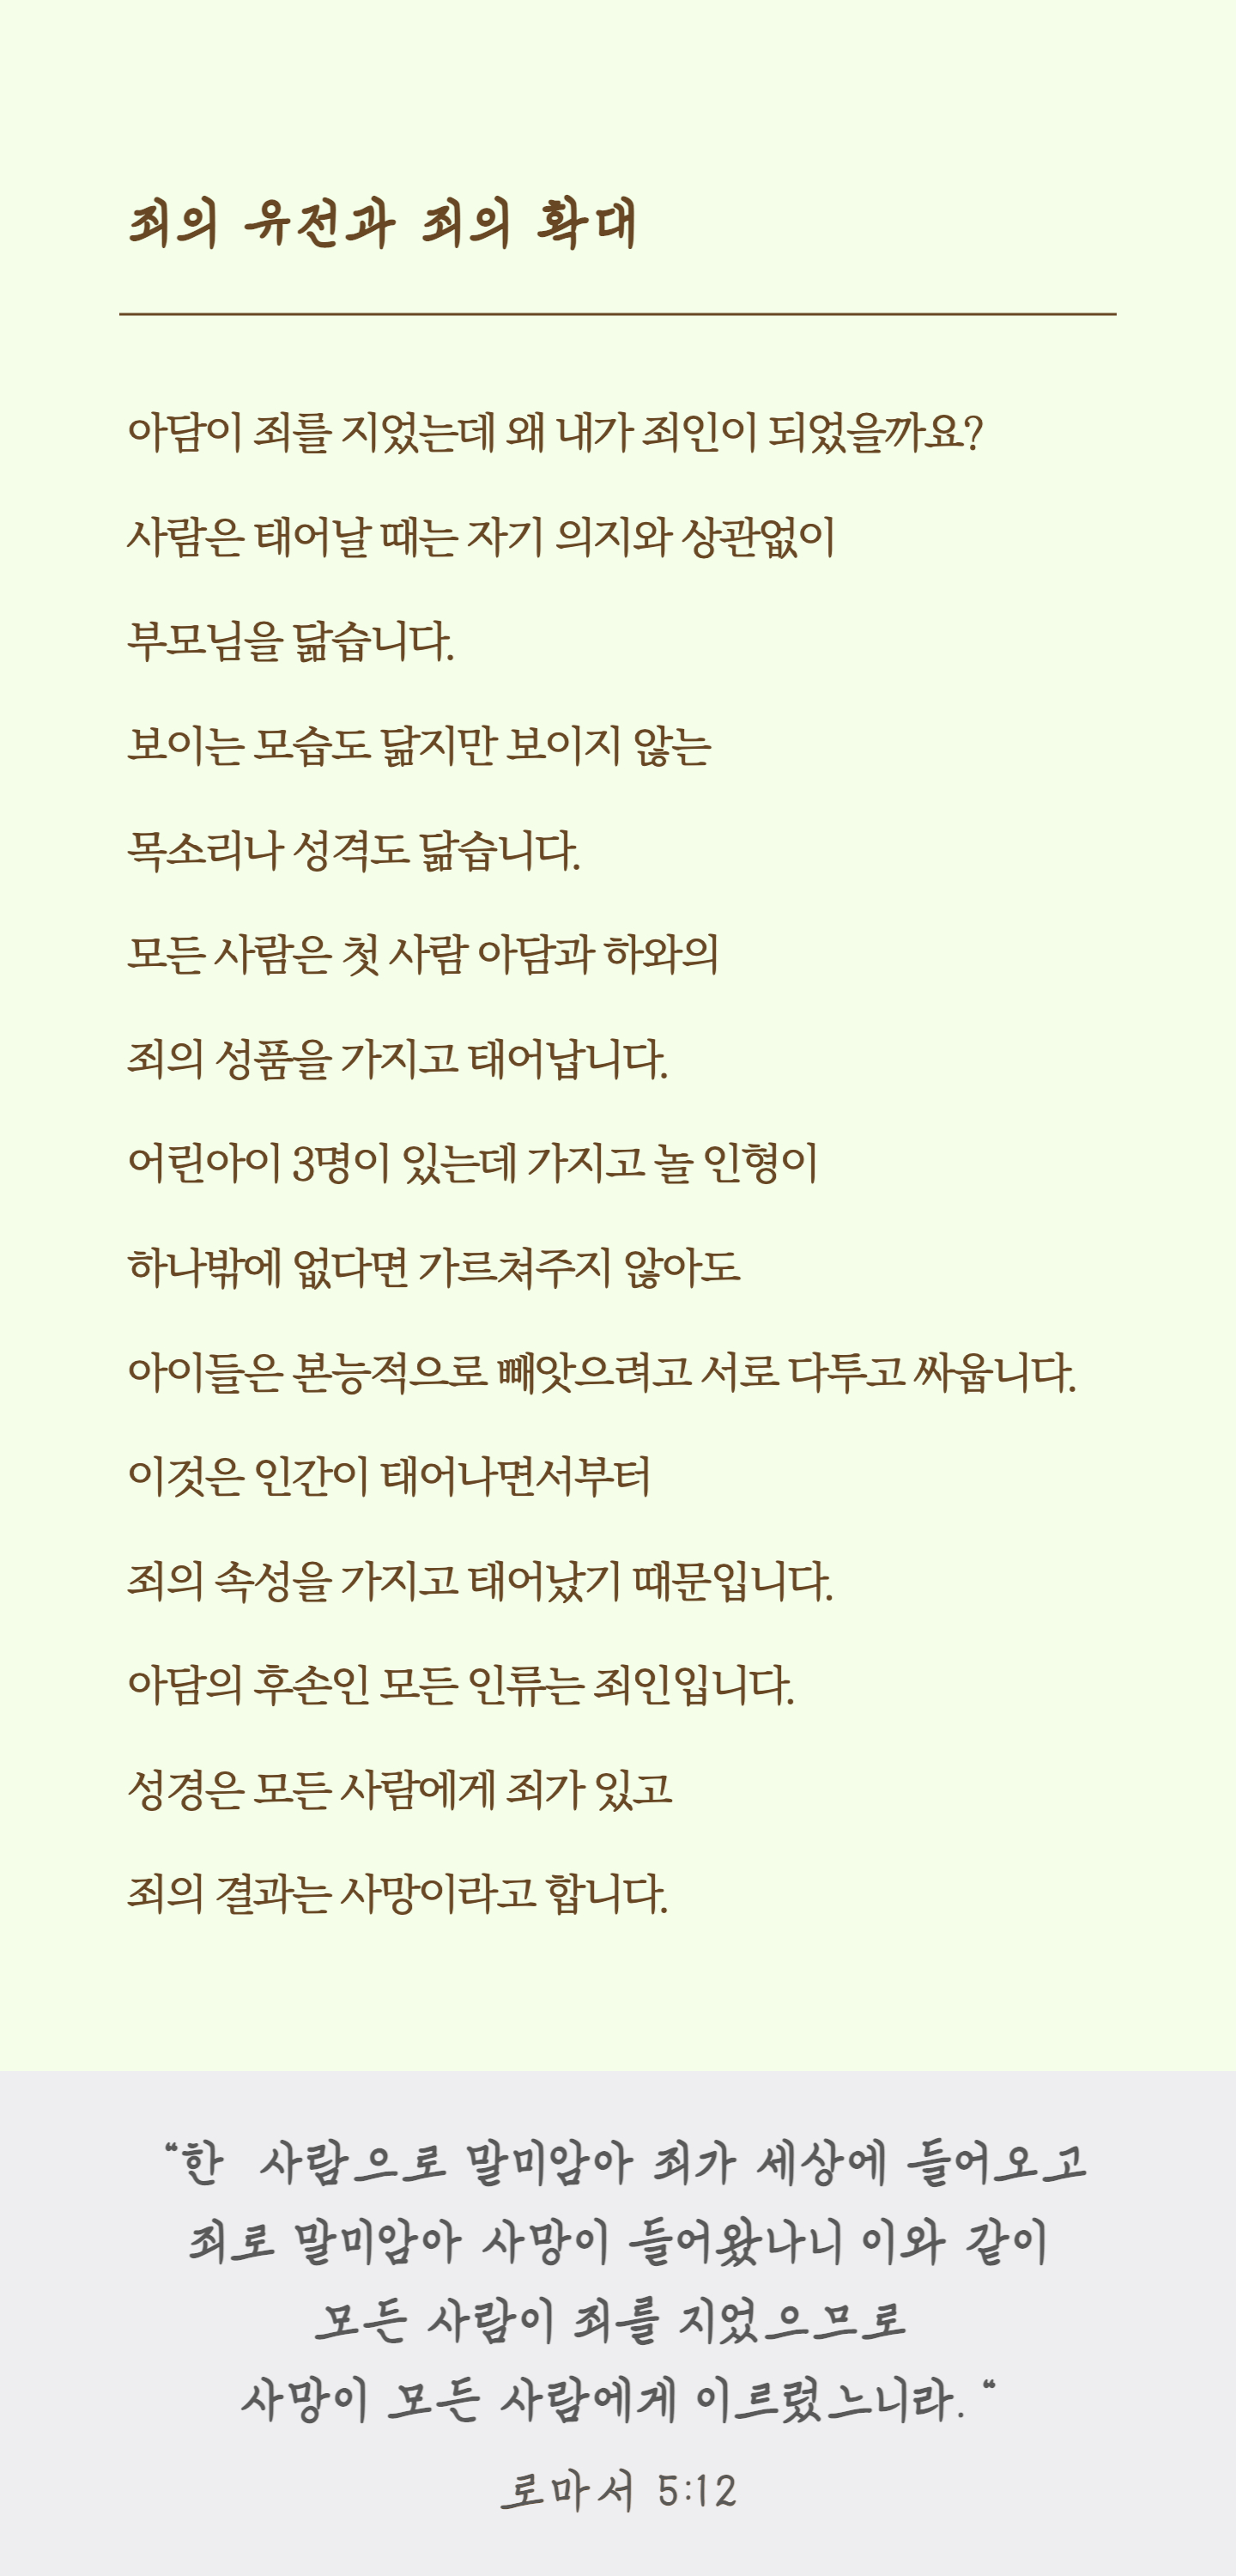 죄의 유전과 죄의 확대
아담이 죄를 지었는데 왜 내가 죄인이 되었을까요?
사람은 태어날 때는 자기 의지와 상관없이
부모님을 닮습니다.
보이는 모습도 닮지만 보이지 않는
목소리나 성격도 닮습니다.
모든 사람은 첫 사람 아담과 하와의
죄의 성품을 가지고 태어납니다.
어린아이 3명이 있는데 가지고 놀 인형이
하나밖에 없다면 가르쳐주지 않아도
아이들은 본능적으로 빼앗으려고 서로 다투고 싸웁니다.
이것은 인간이 태어나면서부터
죄의 속성을 가지고 태어났기 때문입니다.
아담의 후손인 모든 인류는 죄인입니다.
성경은 모든 사람에게 죄가 있고
죄의 결과는 사망이라고 합니다.
“한 사람으로 말미암아 죄가 세상에 들어오고
죄로 말미암아 사망이 들어왔나니 이와 같이
모든 사람이 죄를 지었으므로
사망이 모든 사람에게 이르렀느니라. “
로마서 5:12